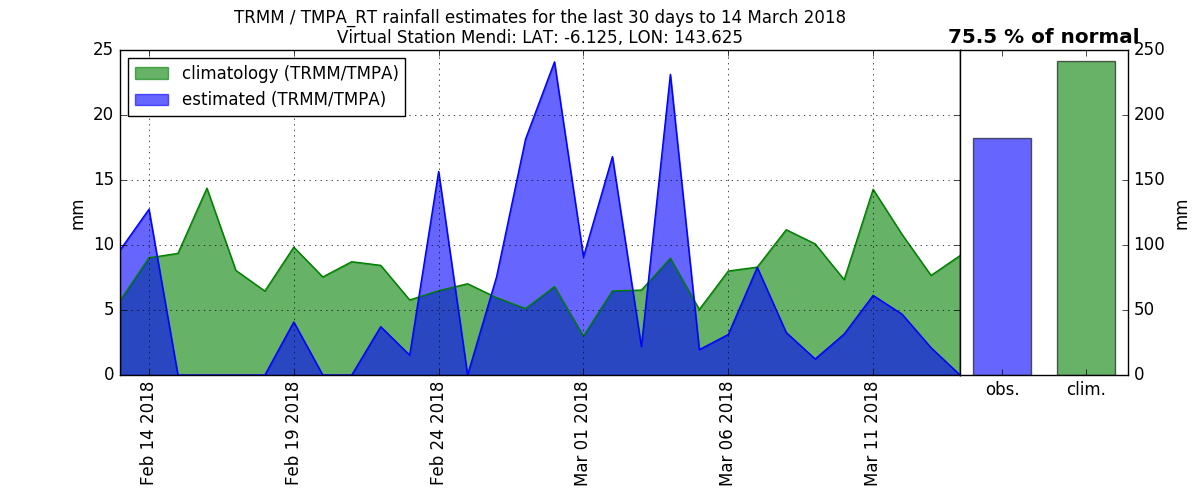 TRMM / TMPA_RT rainfall estimates for the last 30 days to 14 March 2018
Virtual Station Mendi: LAT: -6.125, LON: 143.625
75.5 % of normal
climatology (TRMM/TMPA)
estimated (TRMM/TMPA)
25
20
15
10
5
0
mm
Feb 14 2018
Feb 19 2018
Feb 24 2018
Mar 01 2018
Mar 06 2018
Mar 11 2018
obs.
clim.
250
200
150
100
50
0
mm